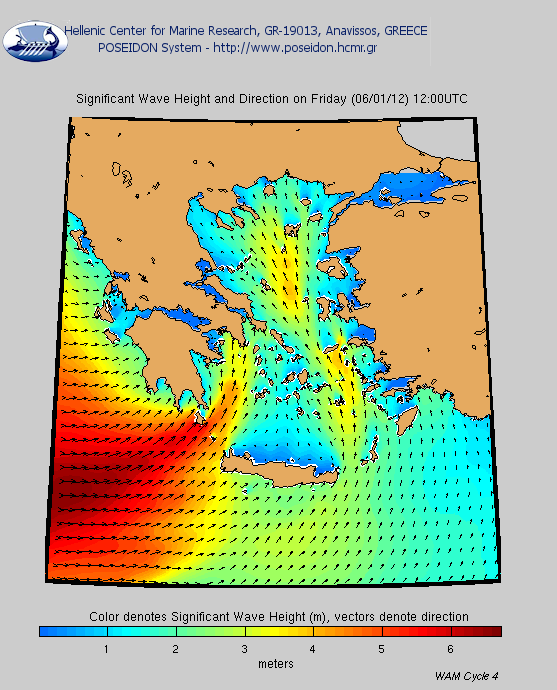 Hellenic Center for Marine Research, GR-19013, Anavissos, GREECE
POSEIDON System - http://www.poseidon.hcmr.gr
Significant Wave Height and Direction on Friday (06/01/12) 12:00UTC
Color denotes Significant Wave Height (m), vectors denote direction
1 2 3 4 5 6
meters
WAM Cycle 4